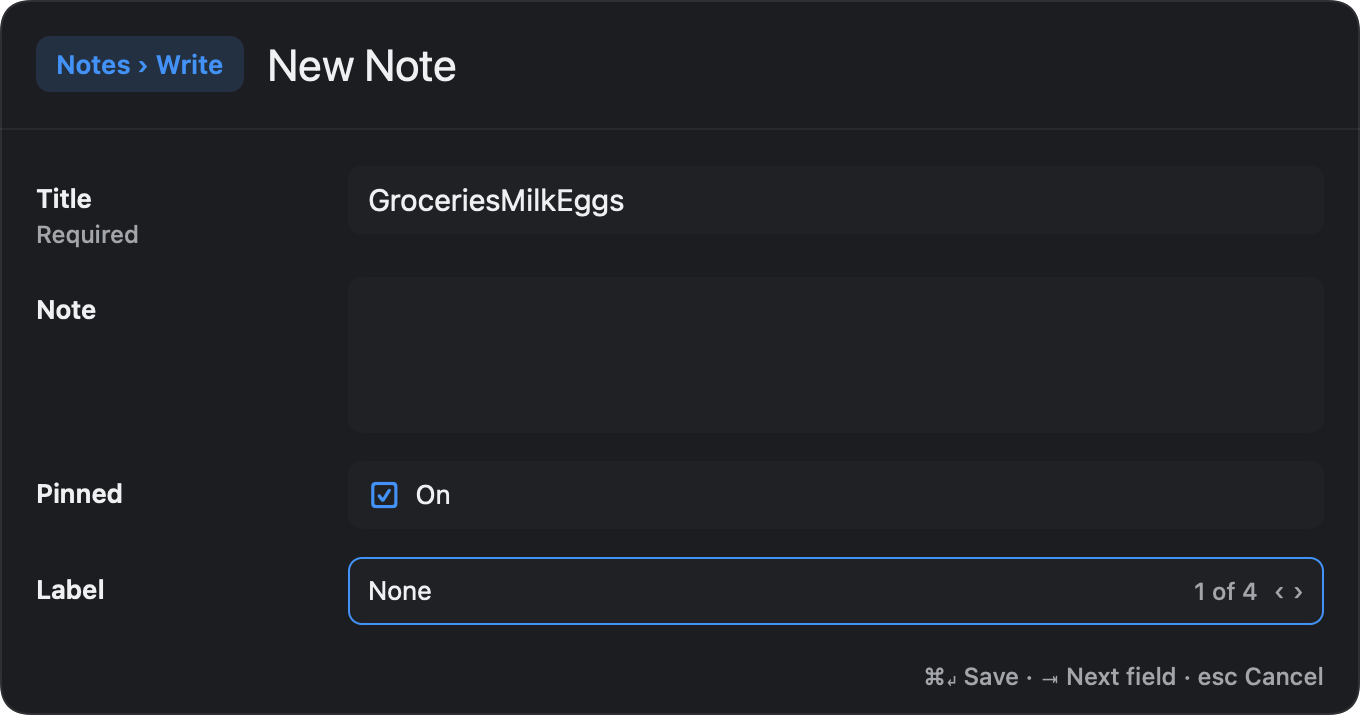 Notes › Write New Note
Title
Required
GroceriesMilkEggs
Note
Pinned
On
Label
None 1 of 4 ‹ ›
⌘↵ Save · ⇥ Next field · esc Cancel